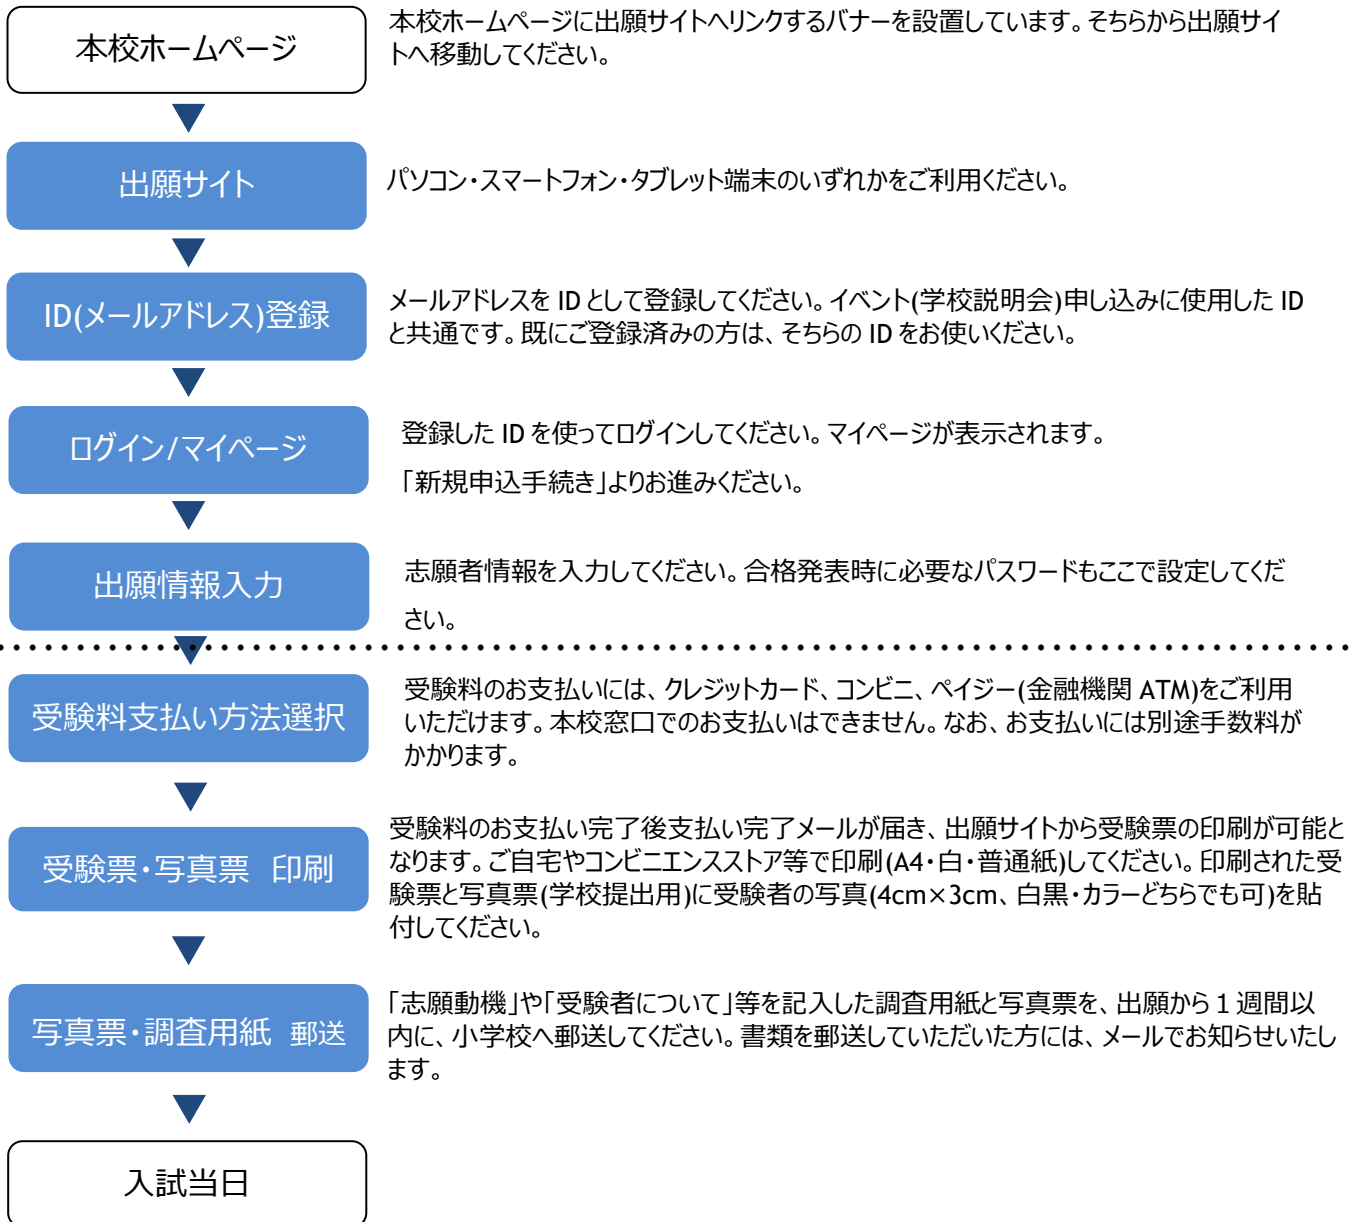 本校ホームページ
本校ホームページに出願サイトへリンクするバナーを設置しています。そちらから出願サイ
トへ移動してください。
出願サイト
パソコン・スマートフォン・タブレット端末のいずれかをご利用ください。
ID(メールアドレス)登録
メールアドレスを ID として登録してください。イベント(学校説明会)申し込みに使用した ID
と共通です。既にご登録済みの方は、そちらの ID をお使いください。
ログイン/マイページ
登録した ID を使ってログインしてください。マイページが表示されます。
「新規申込手続き」よりお進みください。
出願情報入力
志願者情報を入力してください。合格発表時に必要なパスワードもここで設定してくだ
さい。
受験料支払い方法選択
受験料のお支払いには、クレジットカード、コンビニ、ペイジー(金融機関 ATM)をご利用
いただけます。本校窓口でのお支払いはできません。なお、お支払いには別途手数料が
かかります。
受験票・写真票 印刷
受験料のお支払い完了後支払い完了メールが届き、出願サイトから受験票の印刷が可能と
なります。ご自宅やコンビニエンスストア等で印刷(A4・白・普通紙)してください。印刷された受
験票と写真票(学校提出用)に受験者の写真(4cm×3cm、白黒・カラーどちらでも可)を貼
付してください。
写真票・調査用紙 郵送
「志願動機」や「受験者について」等を記入した調査用紙と写真票を、出願から 1 週間以
内に、小学校へ郵送してください。書類を郵送していただいた方には、メールでお知らせいたし
ます。
入試当日